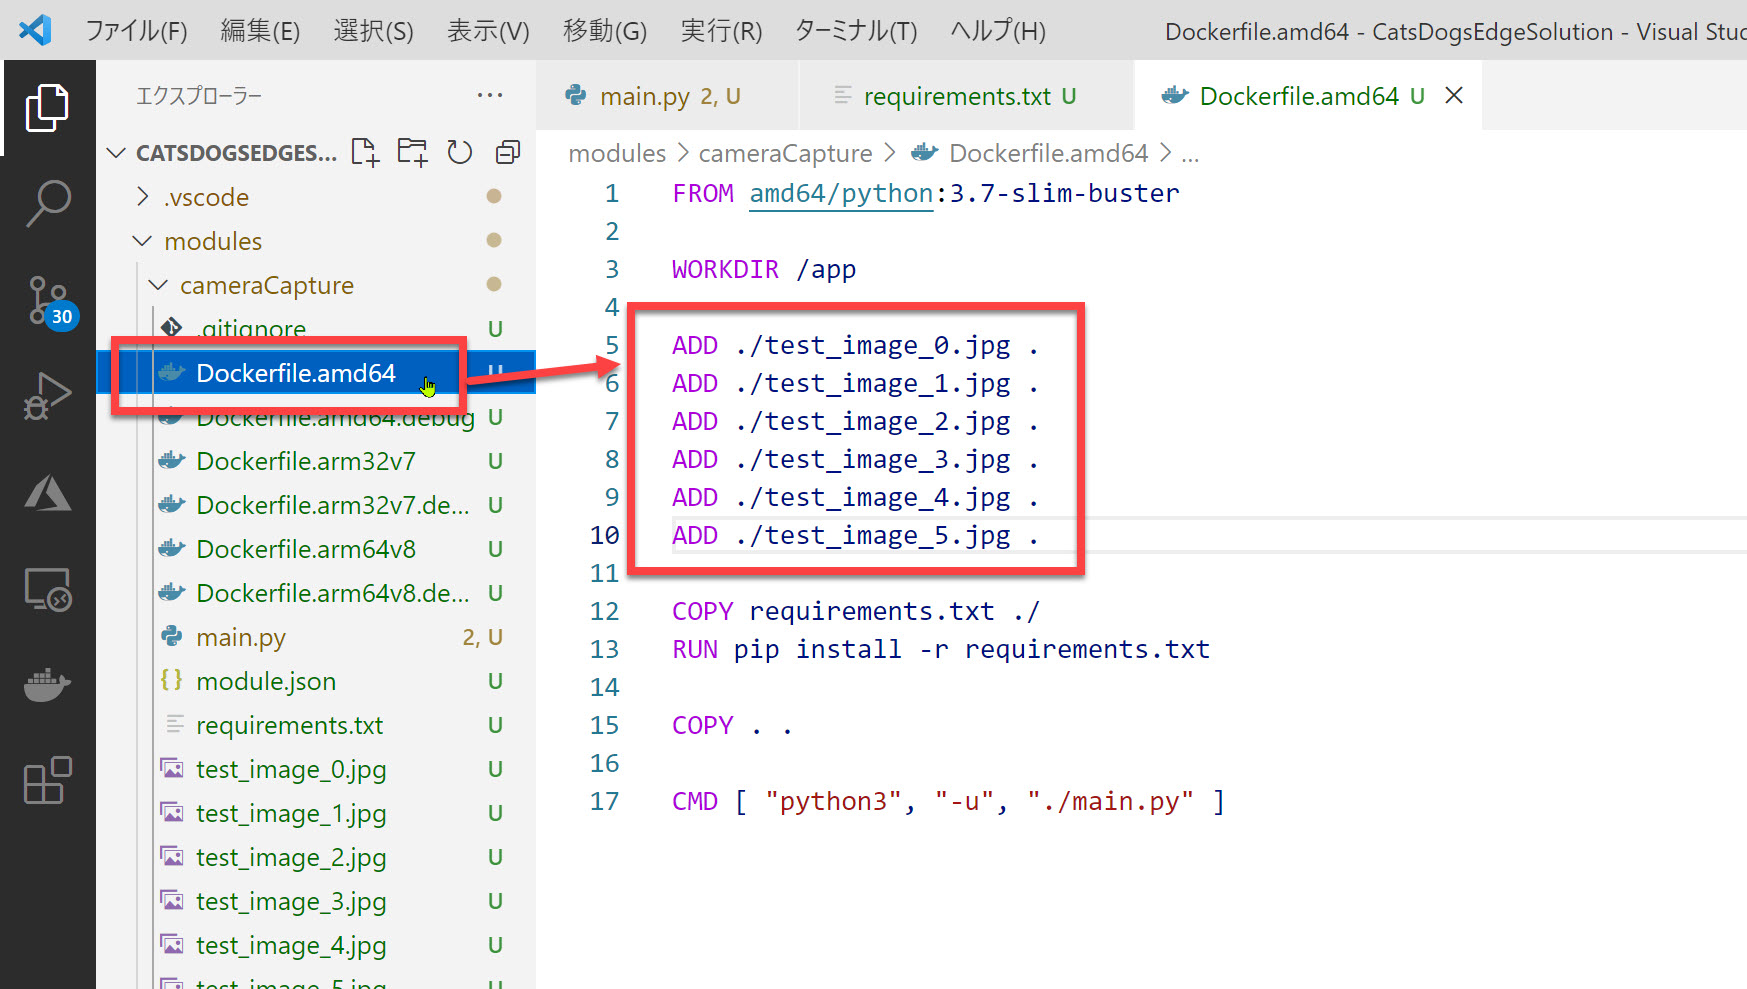 ファイル(F) 編集(E) 選択(S) 表示(V) 移動(G) 実行(R) ターミナル(T) ヘルプ(H) Dockerfile.amd64 - CatsDogsEdgeSolution - Visual Stu
エクスプローラー ···
CATSDOGSEDGES...
.vscode
modules
cameraCapture
.gitignore U
Dockerfile.amd64 U
Dockerfile.amd64.debug U
Dockerfile.arm32v7 U
Dockerfile.arm32v7.de... U
Dockerfile.arm64v8 U
Dockerfile.arm64v8.de... U
main.py 2, U
module.json U
requirements.txt U
test_image_0.jpg U
test_image_1.jpg U
test_image_2.jpg U
test_image_3.jpg U
test_image_4.jpg U
test_image_5.jpg U
30
main.py 2, U requirements.txt U Dockerfile.amd64 U
modules > cameraCapture > Dockerfile.amd64 > ...
1 FROM amd64/python:3.7-slim-buster
2
3 WORKDIR /app
4
5 ADD ./test_image_0.jpg .
6 ADD ./test_image_1.jpg .
7 ADD ./test_image_2.jpg .
8 ADD ./test_image_3.jpg .
9 ADD ./test_image_4.jpg .
10 ADD ./test_image_5.jpg .
11
12 COPY requirements.txt ./
13 RUN pip install -r requirements.txt
14
15 COPY . .
16
17 CMD [ "python3", "-u", "./main.py" ]